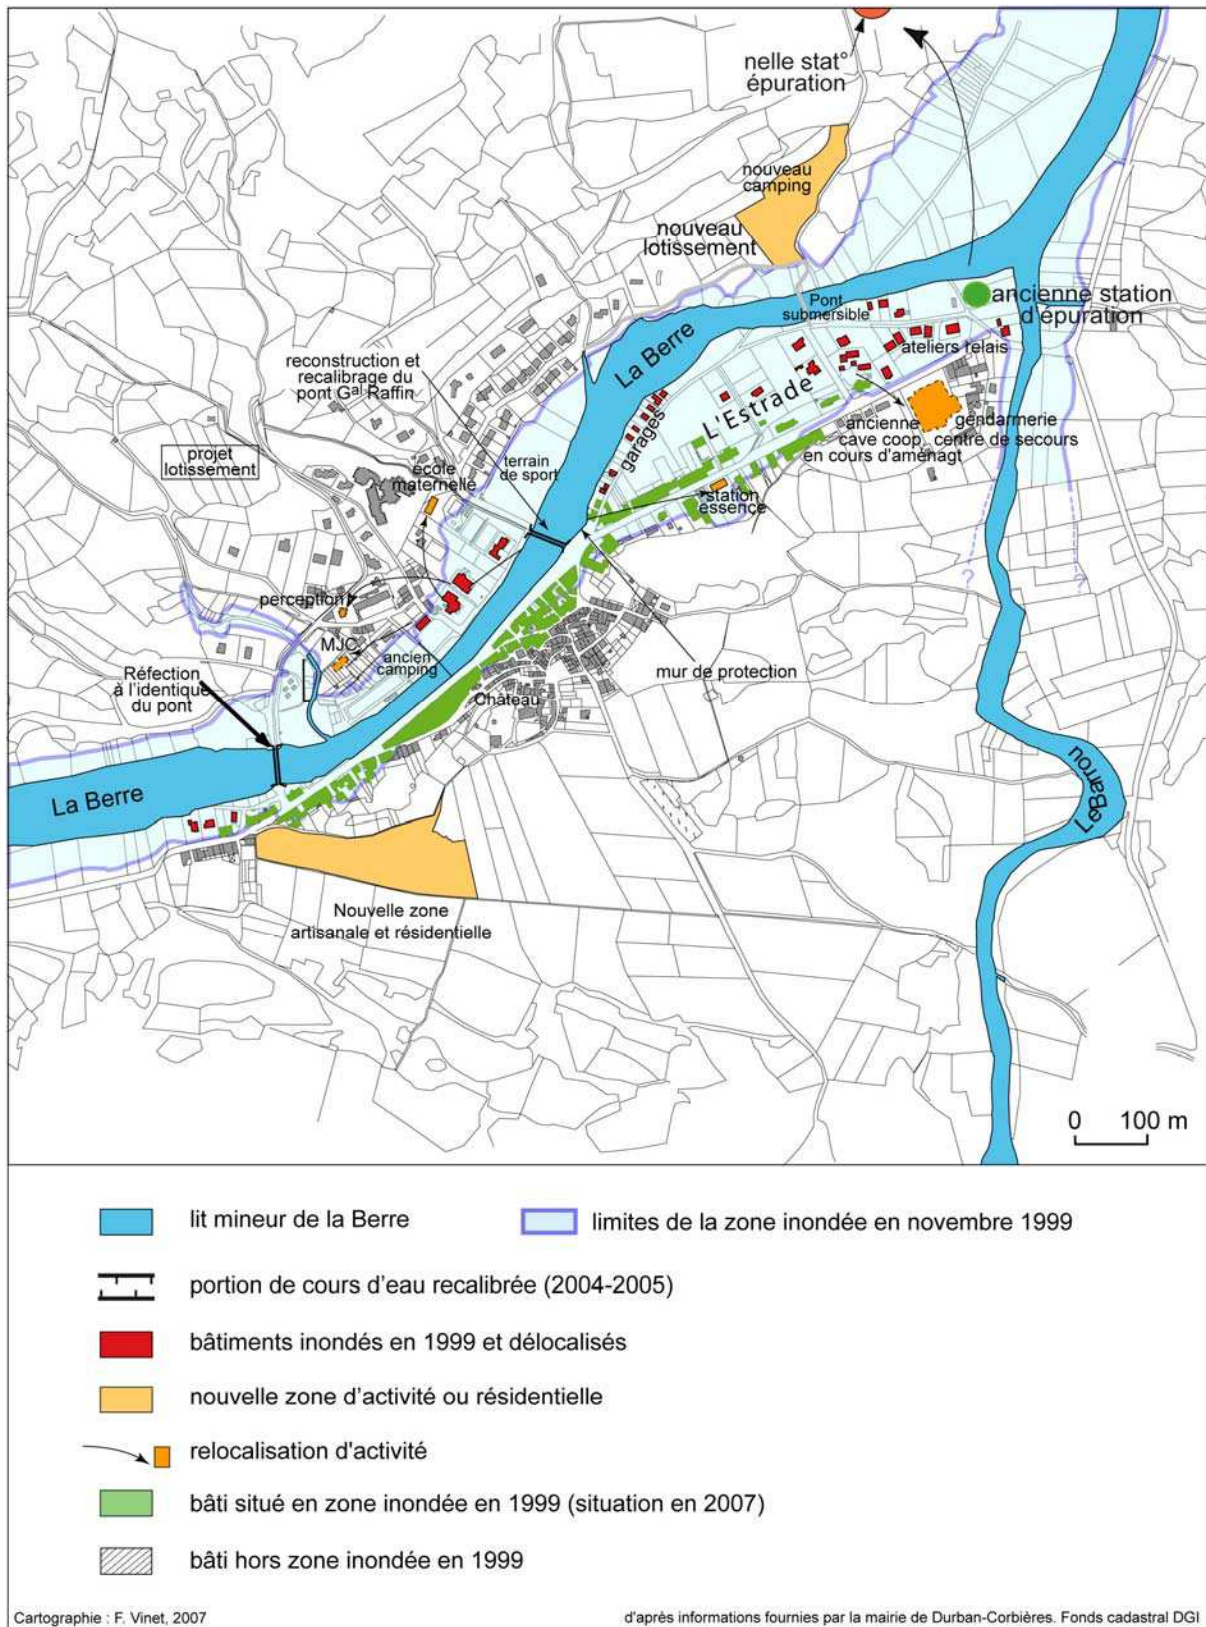 nelle stat°
épuration
nouveau
camping
nouveau
lotissement
Pont
submersible
ancienne station
d'épuration
ateliers relais
La Berre
reconstruction et
recalibrage du
pont Gal Raffin
L'Estrade
garages
gendarmerie
centre de secours
ancienne
cave coop
en cours d'aménagt
projet
lotissement
école
maternelle
terrain
de sport
station
essence
?
?
perception
MJC
ancien
camping
mur de protection
Réfection
à l'identique
du pont
Château
Le Barrou
La Berre
Nouvelle zone
artisanale et résidentielle
0 100 m
lit mineur de la Berre
limites de la zone inondée en novembre 1999
portion de cours d'eau recalibrée (2004-2005)
bâtiments inondés en 1999 et délocalisés
nouvelle zone d'activité ou résidentielle
relocalisation d'activité
bâti situé en zone inondée en 1999 (situation en 2007)
bâti hors zone inondée en 1999
Cartographie : F. Vinet, 2007
d'après informations fournies par la mairie de Durban-Corbières. Fonds cadastral DGI